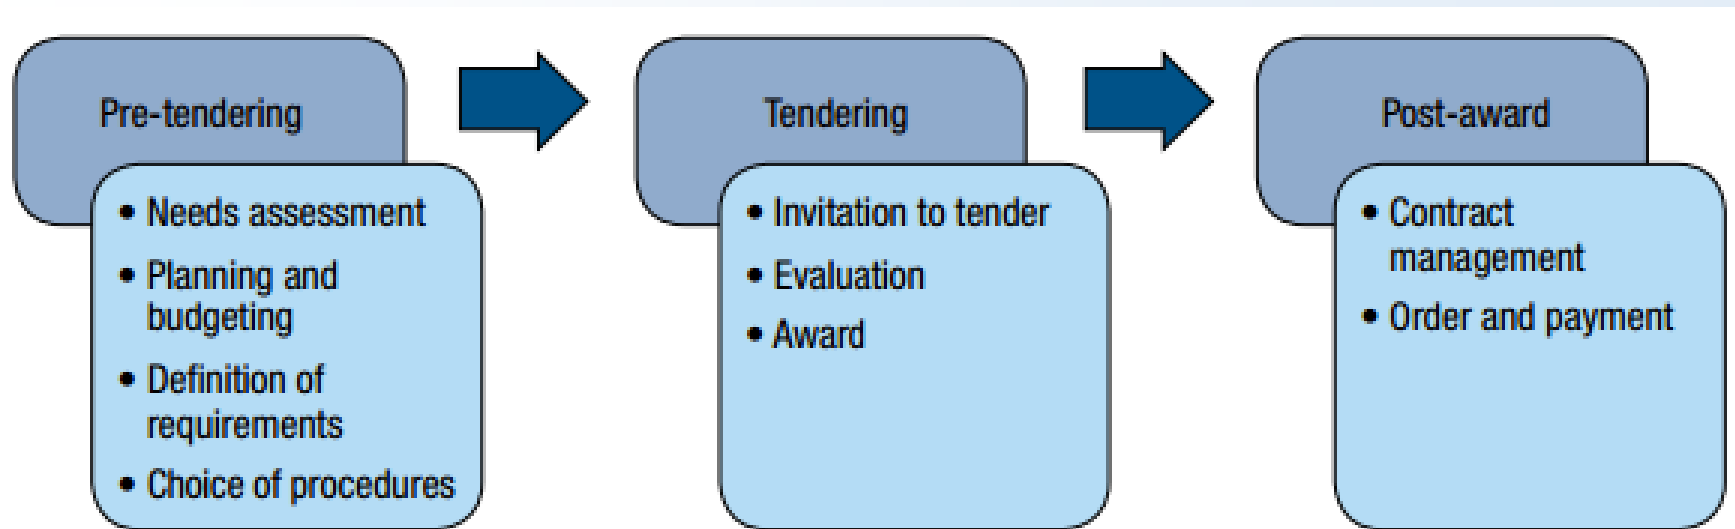 Pre-tendering
• Needs assessment
• Planning and
budgeting
• Definition of
requirements
• Choice of procedures
Tendering
• Invitation to tender
• Evaluation
• Award
Post-award
• Contract
management
• Order and payment